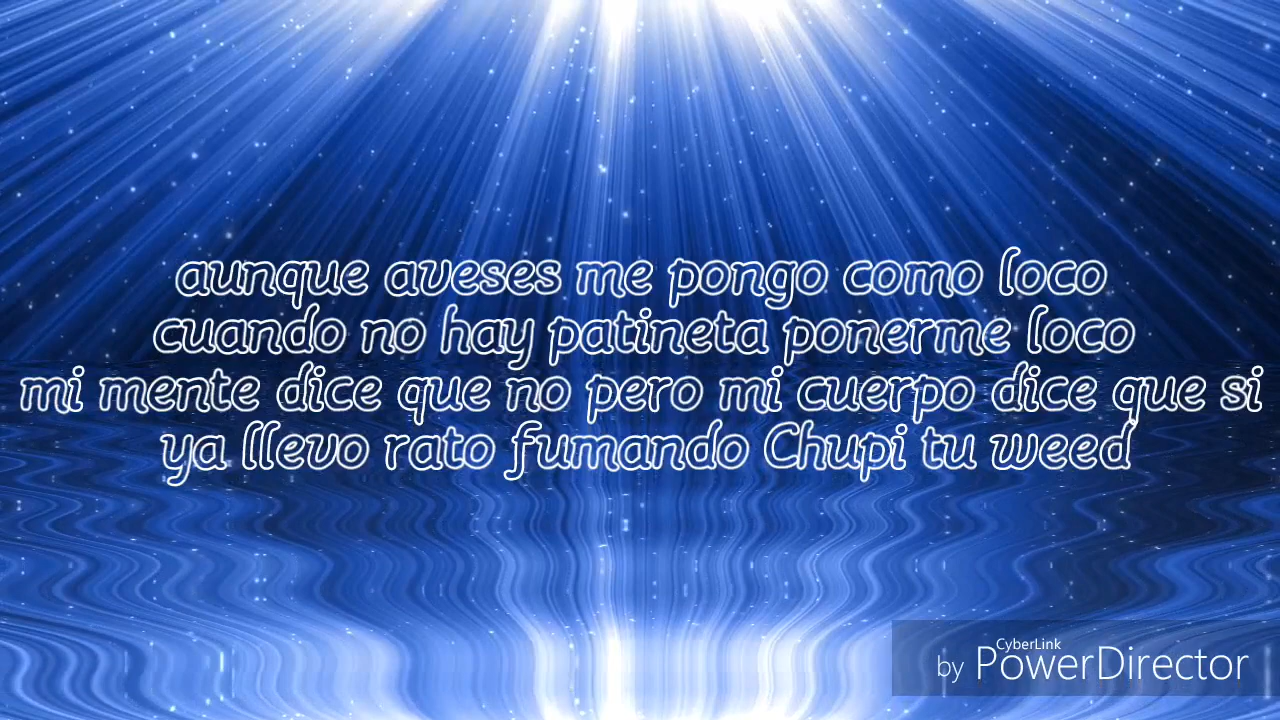 aunque aveses me pongo como loco
cuando no hay patineta ponerme loco
mi mente dice que no pero mi cuerpo dice que si
ya llevo rato fumando Chupi tu weed
CyberLink
by PowerDirector